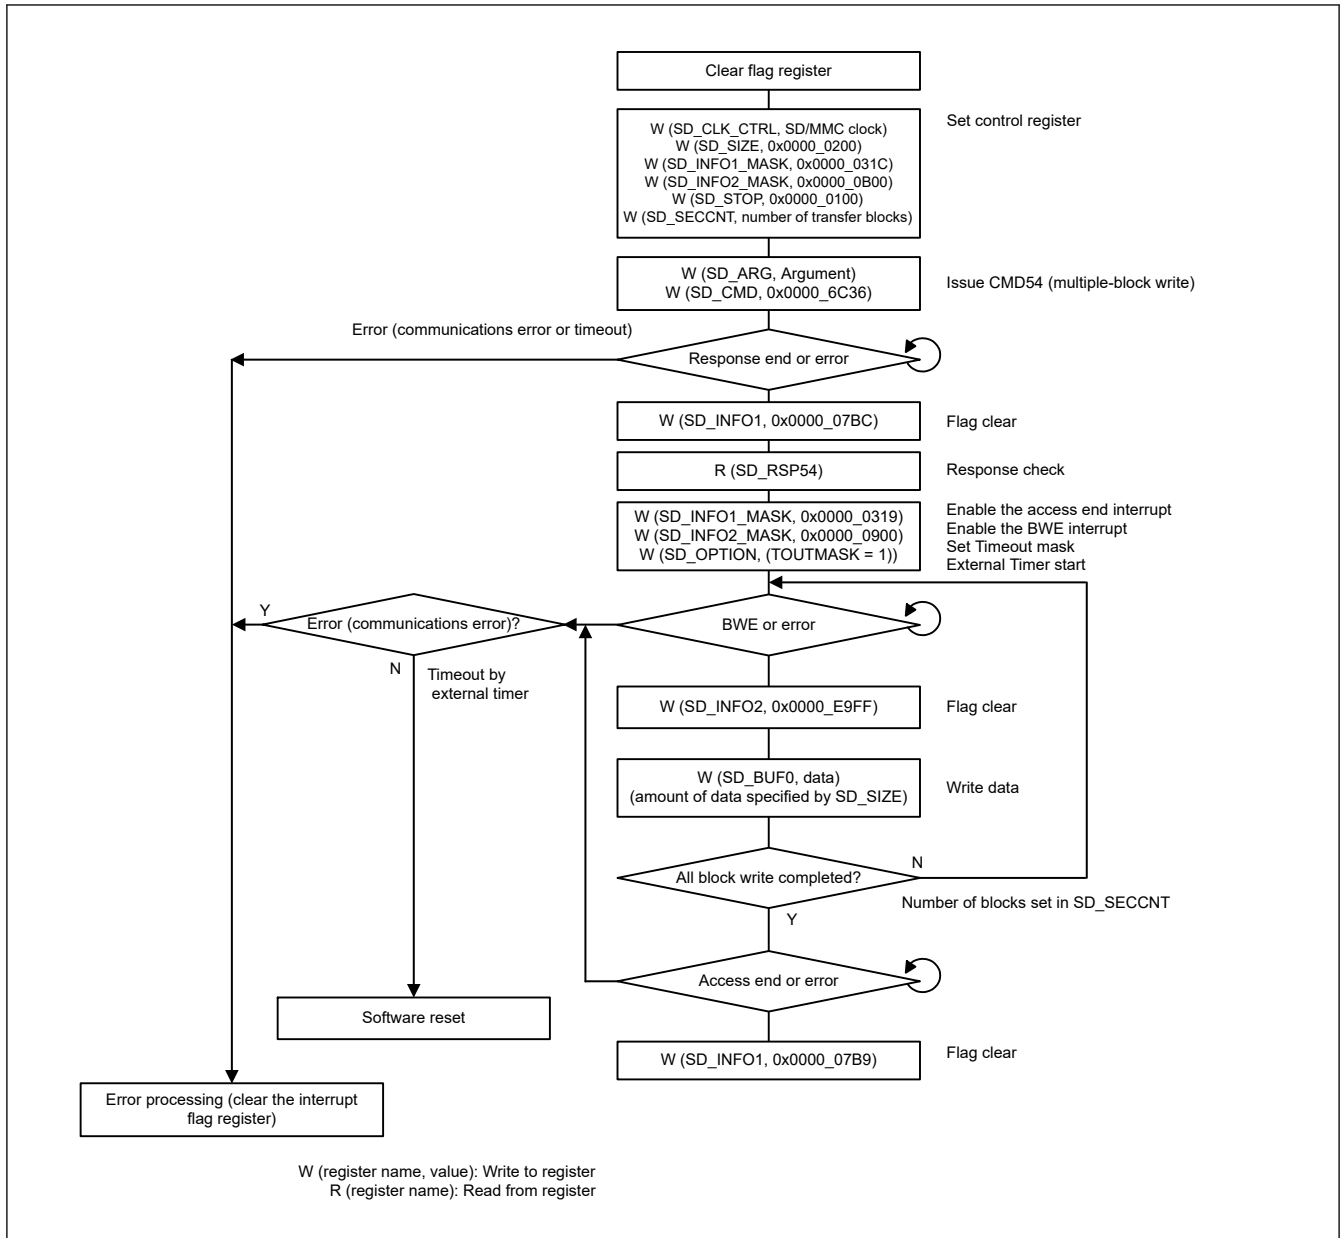 Clear flag register
W (SD_CLK_CTRL, SD/MMC clock)
W (SD_SIZE, 0x0000_0200)
W (SD_INFO1_MASK, 0x0000_031C)
W (SD_INFO2_MASK, 0x0000_0B00)
W (SD_STOP, 0x0000_0100)
W (SD_SECCNT, number of transfer blocks)
Set control register
W (SD_ARG, Argument)
W (SD_CMD, 0x0000_6C36)
Issue CMD54 (multiple-block write)
Error (communications error or timeout)
Response end or error
W (SD_INFO1, 0x0000_07BC)
Flag clear
R (SD_RSP54)
Response check
W (SD_INFO1_MASK, 0x0000_0319)
W (SD_INFO2_MASK, 0x0000_0900)
W (SD_OPTION, (TOUTMASK = 1))
Enable the access end interrupt
Enable the BWE interrupt
Set Timeout mask
External Timer start
Y
Error (communications error)?
BWE or error
N
Timeout by
external timer
W (SD_INFO2, 0x0000_E9FF)
Flag clear
W (SD_BUF0, data)
(amount of data specified by SD_SIZE)
Write data
All block write completed?
N
Number of blocks set in SD_SECCNT
Y
Access end or error
Software reset
W (SD_INFO1, 0x0000_07B9)
Flag clear
Error processing (clear the interrupt
flag register)
W (register name, value): Write to register
R (register name): Read from register